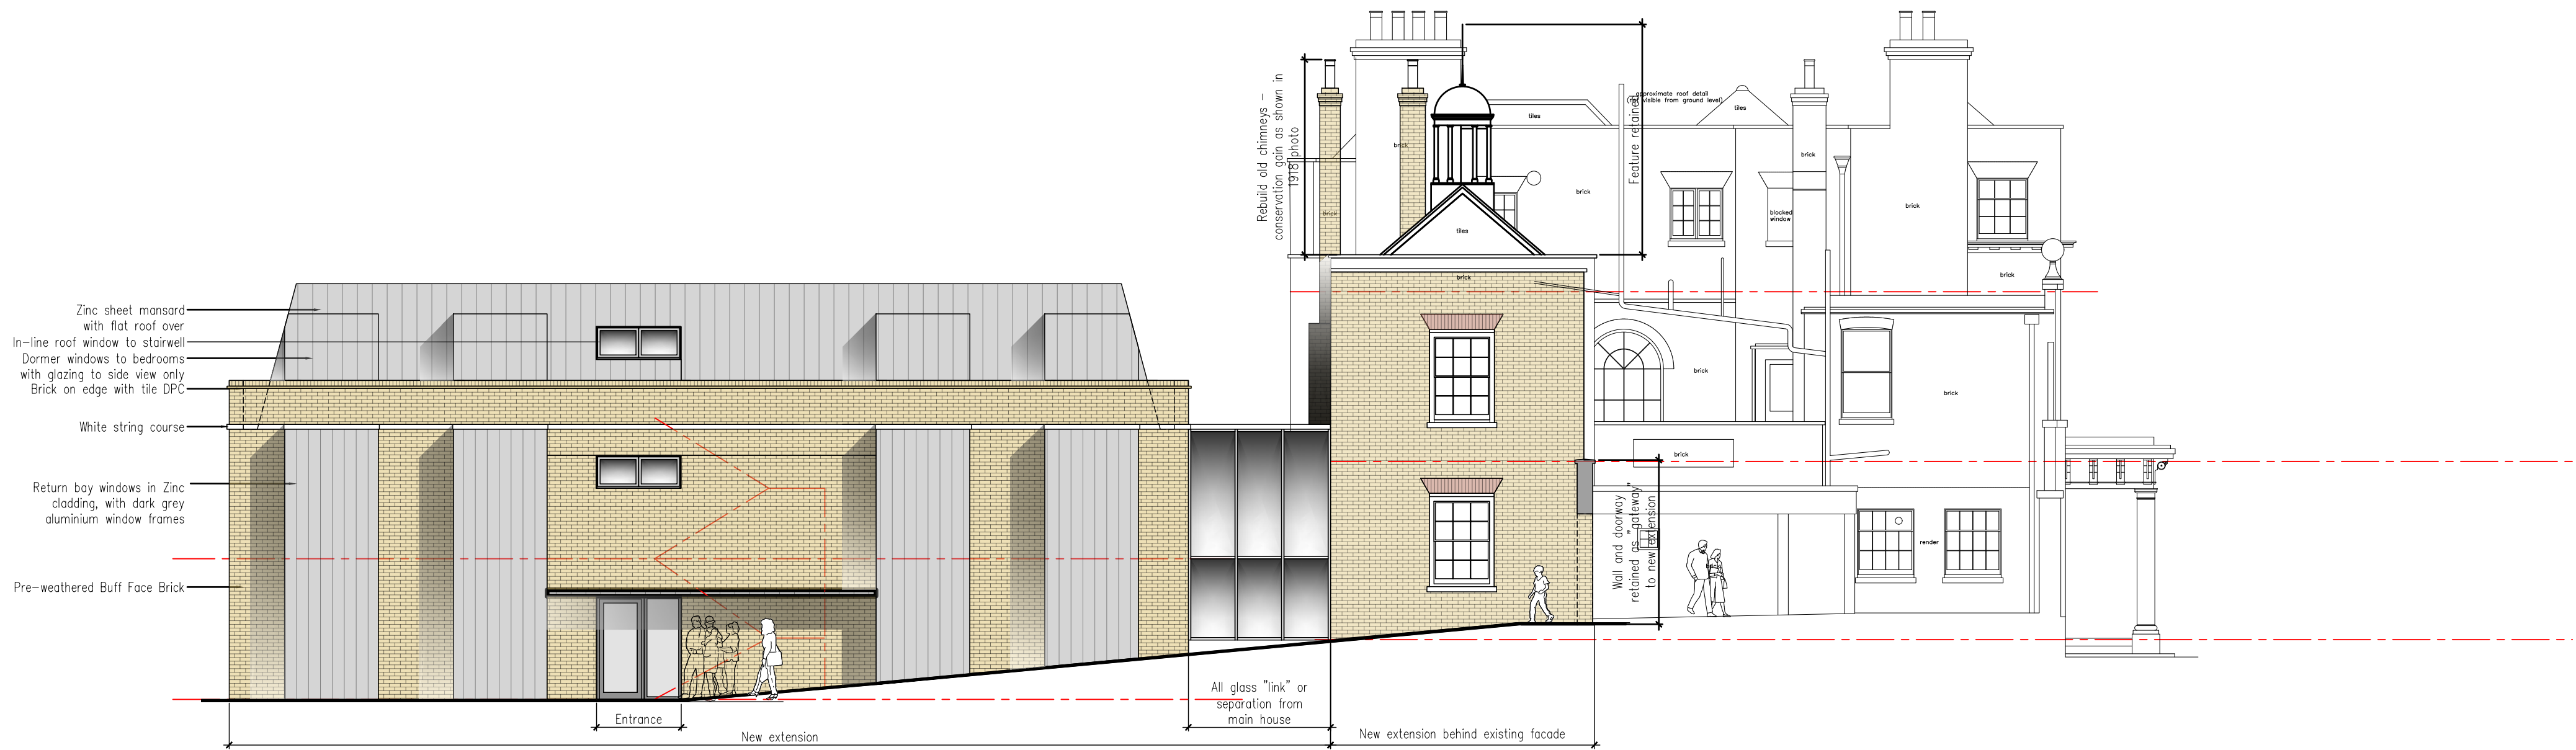 Zinc sheet mansard
with flat roof over
In-line roof window to stairwell
Dormer windows to bedrooms
with glazing to side view only
Brick on edge with tile DPC
White string course
Return bay windows in Zinc
cladding, with dark grey
aluminium window frames
Pre-weathered Buff Face Brick
Entrance
New extension
All glass "link" or
separation from
main house
New extension behind existing facade
Rebuild old chimneys –
conservation gain as shown in
1918 photo
brick
brick
tiles
brick
tiles
brick
Feature retained
approximate roof detail
(not visible from ground level)
tiles
brick
blocked
window
brick
brick
brick
brick
brick
Wall and doorway
retained as "gateway"
to new extension
brick
render